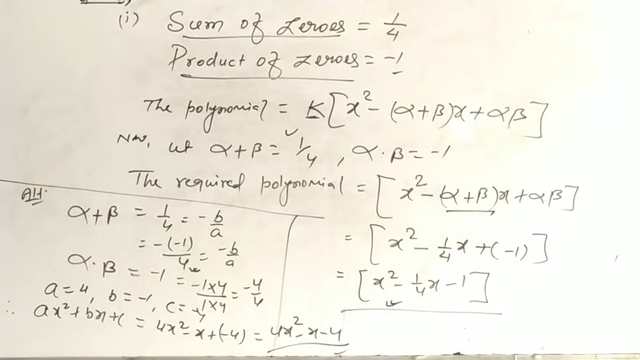 (i) Sum of zeroes = 1/4
Product of zeroes = -1
The polynomial = K[x² - (α+β)x + αβ]
Now, let α+β = 1/4, α·β = -1
The required polynomial = [x² - (α+β)x + αβ]
= [x² - 1/4 x + (-1)]
= [x² - 1/4 x - 1]
Alt:
α+β = 1/4 = -b/a
= -(-1)/4 = -b/a
α·β = -1 = -1×4/1×4 = -4/4
a = 4, b = -1, c = -4
∴ ax² + bx + c = 4x² - x + (-4) = 4x² - x - 4